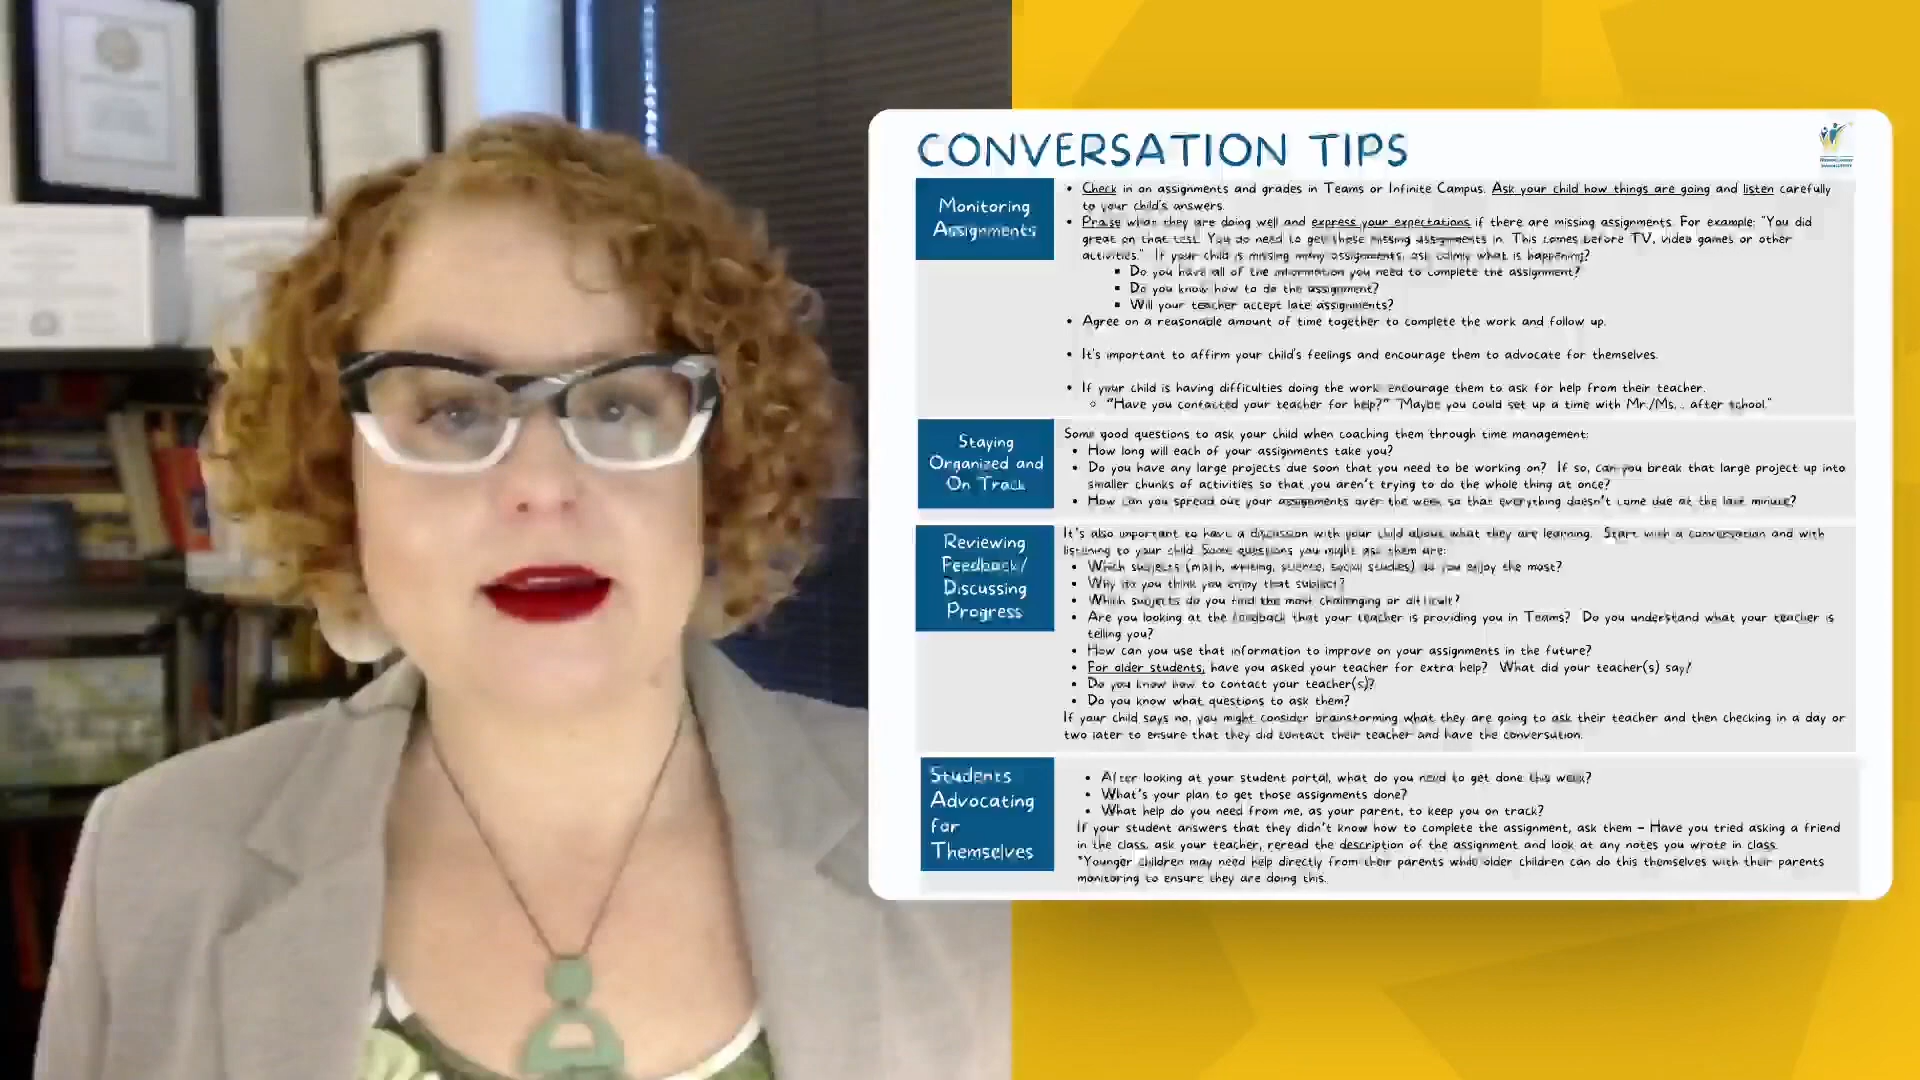 CONVERSATION TIPS
Monitoring
Assignments
• Check in on assignments and grades in Teams or Infinite Campus. Ask your child how things are going and listen carefully
to your child's answers.
• Praise what they are doing well and express your expectations if there are missing assignments. For example: "You did
great on that test. You do need to get these missing assignments in. This comes before TV, video games or other
activities." If your child is missing many assignments, ask calmly what is happening?
▪ Do you have all of the information you need to complete the assignment?
▪ Do you know how to do the assignment?
▪ Will your teacher accept late assignments?
• Agree on a reasonable amount of time together to complete the work and follow up.
• It's important to affirm your child's feelings and encourage them to advocate for themselves.
• If your child is having difficulties doing the work encourage them to ask for help from their teacher.
○ "Have you contacted your teacher for help?" "Maybe you could set up a time with Mr./Ms... after school."
Staying
Organized and
On Track
Some good questions to ask your child when coaching them through time management:
• How long will each of your assignments take you?
• Do you have any large projects due soon that you need to be working on? If so, can you break that large project up into
smaller chunks of activities so that you aren't trying to do the whole thing at once?
• How can you spread out your assignments over the week so that everything doesn't come due at the last minute?
Reviewing
Feedback/
Discussing
Progress
It's also important to have a discussion with your child about what they are learning. Start with a conversation and with
listening to your child. Some questions you might ask them are:
• Which subjects (math, writing, science, social studies) do you enjoy the most?
• Why do you think you enjoy that subject?
• Which subjects do you find the most challenging or difficult?
• Are you looking at the feedback that your teacher is providing you in Teams? Do you understand what your teacher is
telling you?
• How can you use that information to improve on your assignments in the future?
• For older students, have you asked your teacher for extra help? What did your teacher(s) say?
• Do you know how to contact your teacher(s)?
• Do you know what questions to ask them?
If your child says no, you might consider brainstorming what they are going to ask their teacher and then checking in a day or
two later to ensure that they did contact their teacher and have the conversation.
Students
Advocating
for
Themselves
• After looking at your student portal, what do you need to get done this week?
• What's your plan to get those assignments done?
• What help do you need from me, as your parent, to keep you on track?
If your student answers that they didn't know how to complete the assignment, ask them - Have you tried asking a friend
in the class, ask your teacher, reread the description of the assignment and look at any notes you wrote in class.
*Younger children may need help directly from their parents while older children can do this themselves with their parents
monitoring to ensure they are doing this.